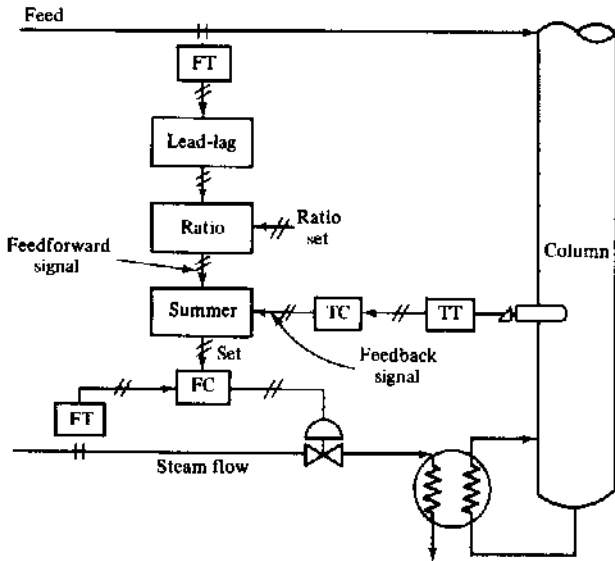 Feed
FT
Lead-lag
Ratio
Ratio
set
Feedforward
signal
Column
Summer
TC
TT
Set
Feedback
signal
FC
FT
Steam flow